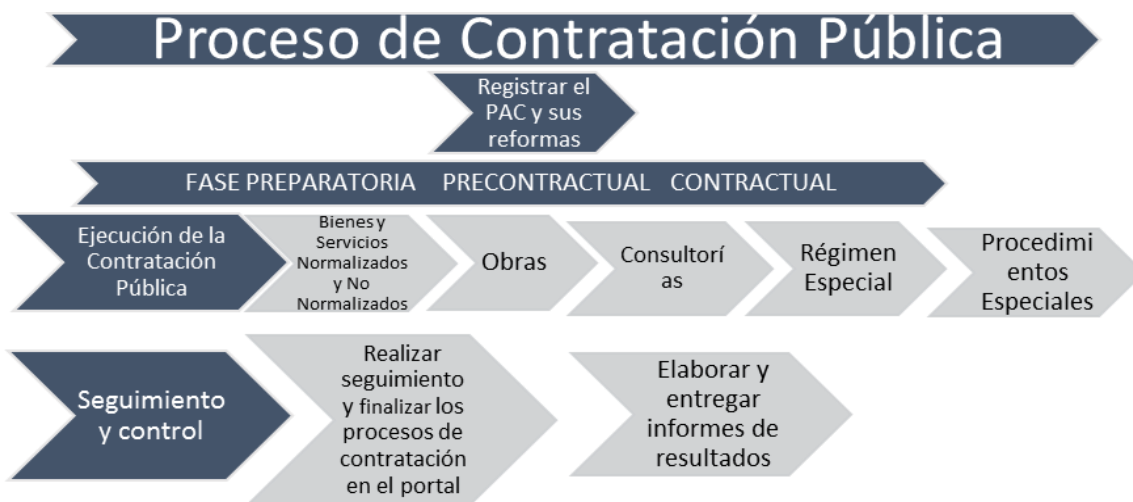 Proceso de Contratación Pública
Registrar el
PAC y sus
reformas
FASE PREPARATORIA PRECONTRACTUAL CONTRACTUAL
Ejecución de la
Contratación
Pública
Bienes y
Servicios
Normalizados
y No
Normalizados
Obras
Consultorí
as
Régimen
Especial
Procedimi
entos
Especiales
Seguimiento
y control
Realizar
seguimiento
y finalizar los
procesos de
contratación
en el portal
Elaborar y
entregar
informes de
resultados